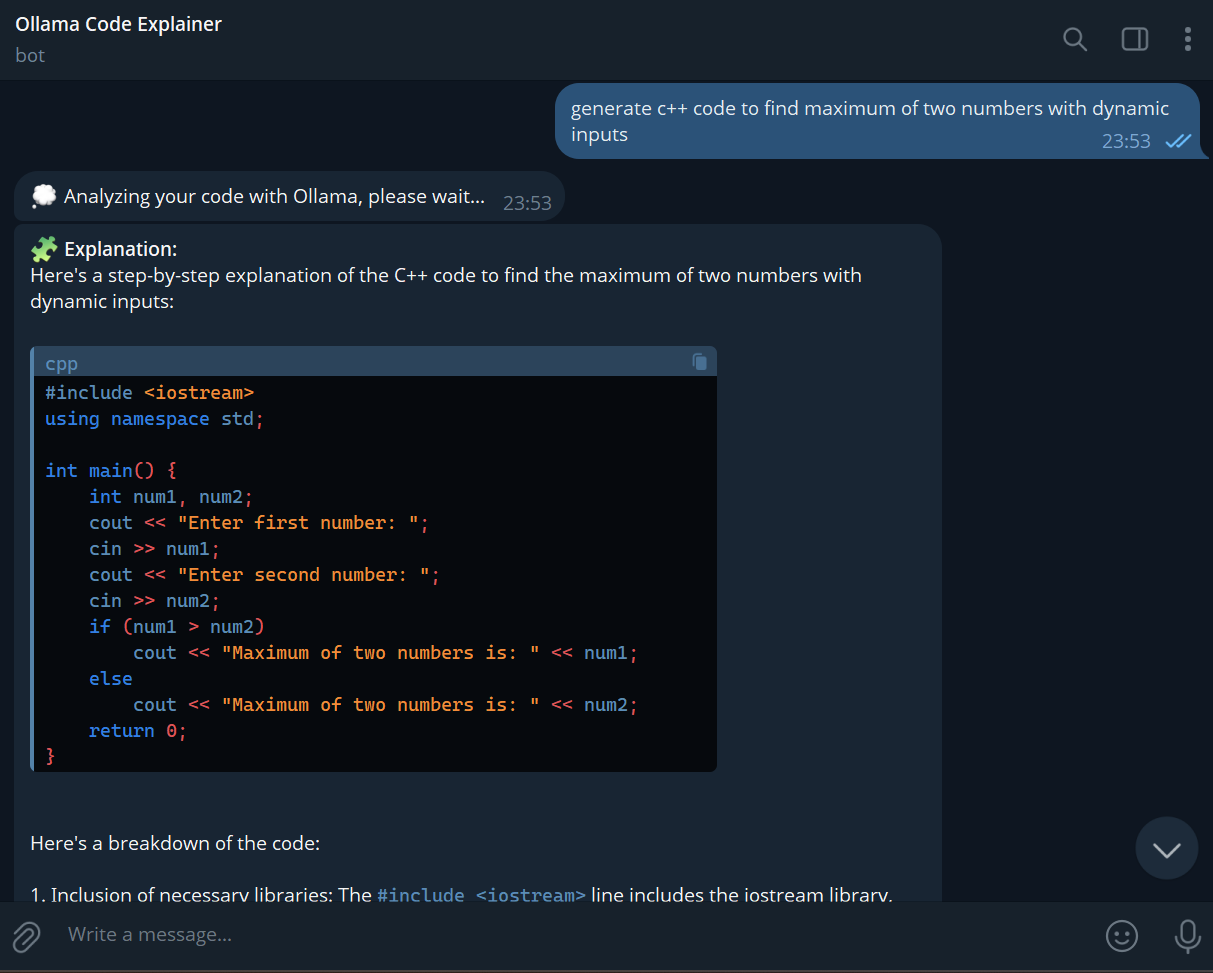 Ollama Code Explainer
bot
generate c++ code to find maximum of two numbers with dynamic
inputs
23:53
Analyzing your code with Ollama, please wait...
23:53
Explanation:
Here's a step-by-step explanation of the C++ code to find the maximum of two numbers with
dynamic inputs:
cpp
#include <iostream>
using namespace std;

int main() {
    int num1, num2;
    cout << "Enter first number: ";
    cin >> num1;
    cout << "Enter second number: ";
    cin >> num2;
    if (num1 > num2)
        cout << "Maximum of two numbers is: " << num1;
    else
        cout << "Maximum of two numbers is: " << num2;
    return 0;
}
Here's a breakdown of the code:
1. Inclusion of necessary libraries: The #include <iostream> line includes the iostream library,
Write a message...